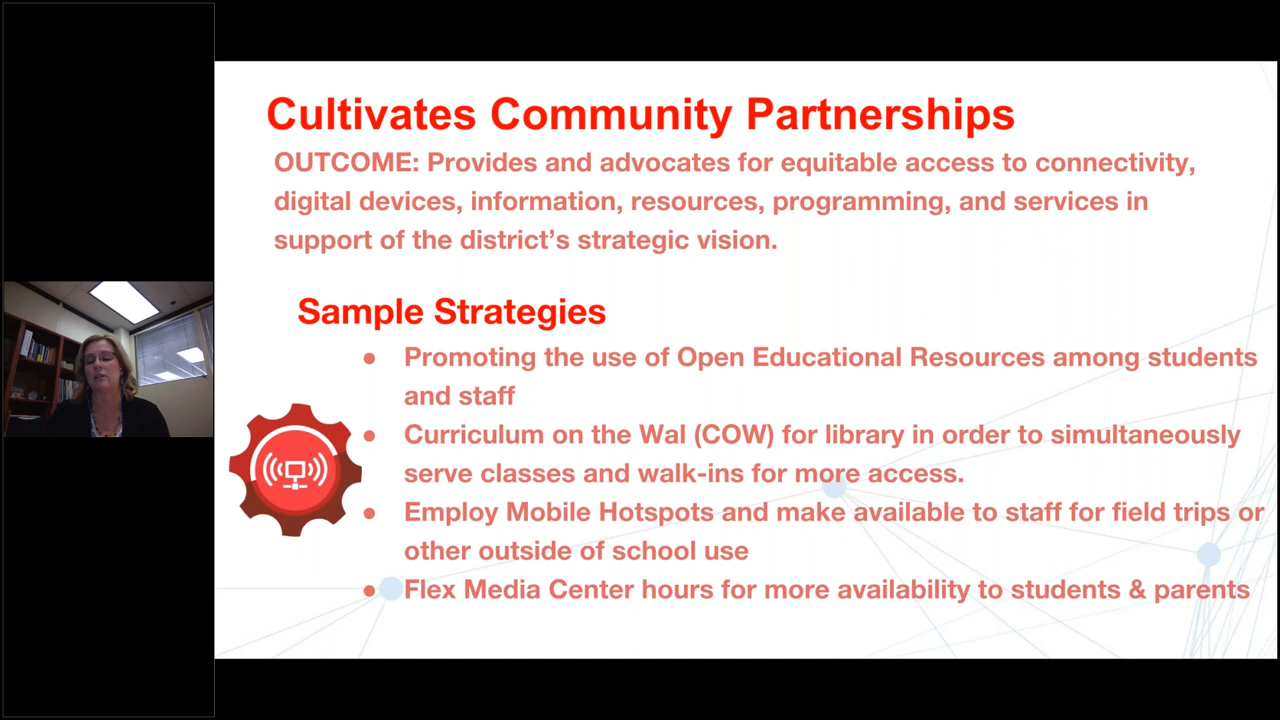 Cultivates Community Partnerships
OUTCOME: Provides and advocates for equitable access to connectivity,
digital devices, information, resources, programming, and services in
support of the district's strategic vision.
Sample Strategies
● Promoting the use of Open Educational Resources among students
and staff
● Curriculum on the Wal (COW) for library in order to simultaneously
serve classes and walk-ins for more access.
● Employ Mobile Hotspots and make available to staff for field trips or
other outside of school use
● Flex Media Center hours for more availability to students & parents